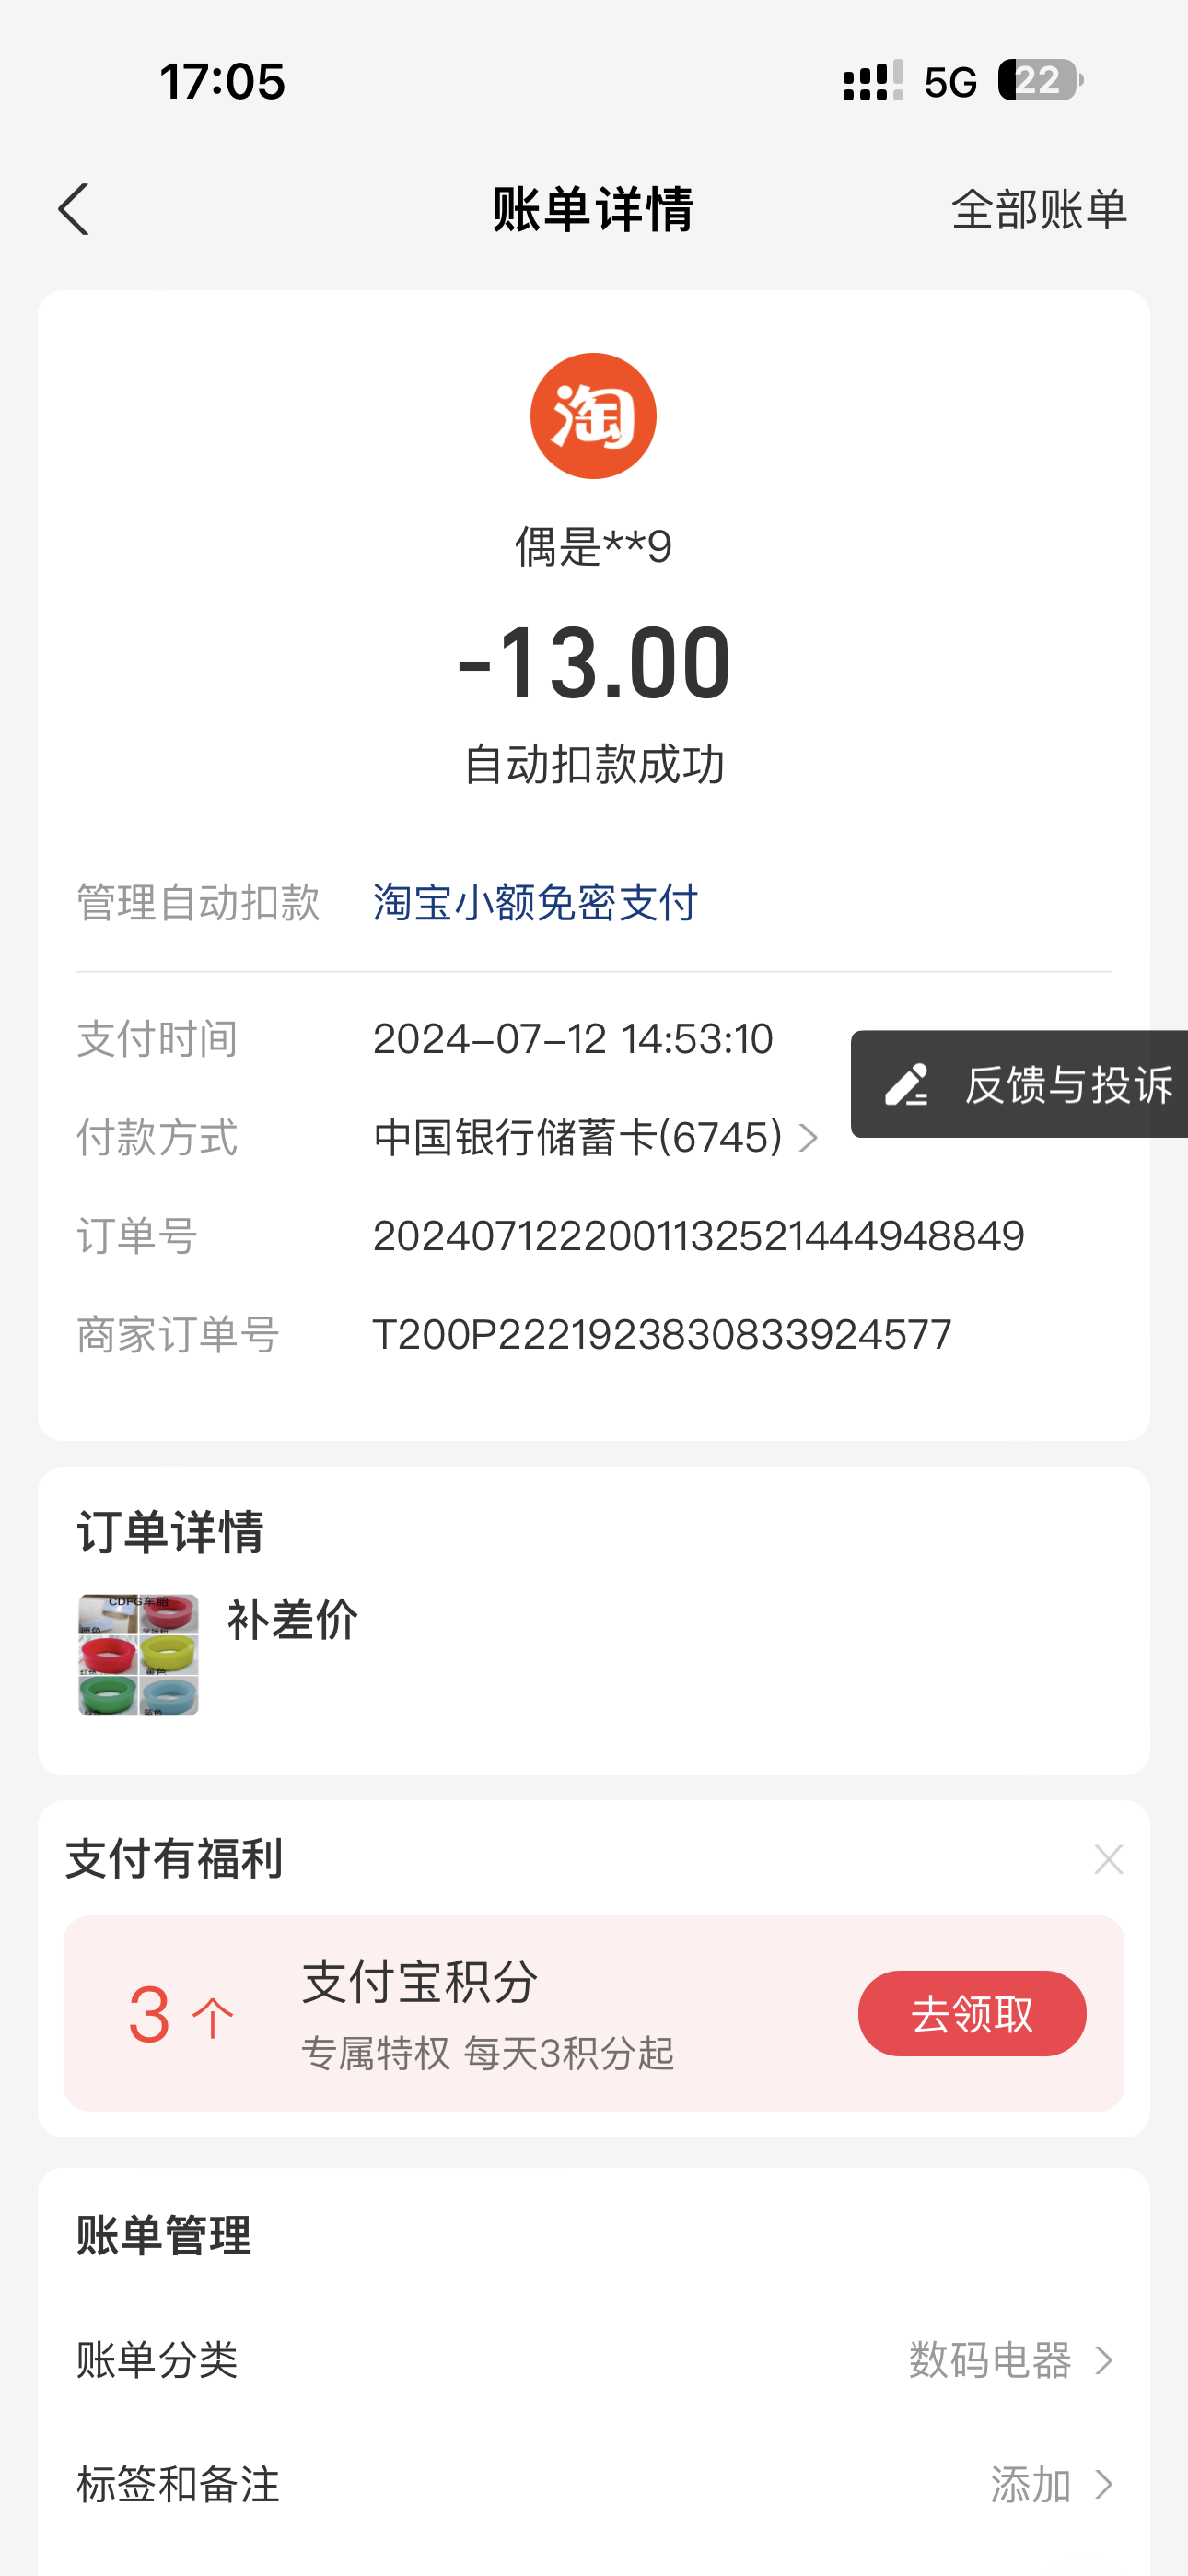 17:05
5G 22
账单详情
全部账单
淘
偶是**9
-13.00
自动扣款成功
管理自动扣款 淘宝小额免密支付
支付时间 2024-07-12 14:53:10
反馈与投诉
付款方式 中国银行储蓄卡(6745)
订单号 2024071222001132521444948849
商家订单号 T200P2221923830833924577
订单详情
CDFG车胎
补差价
支付有福利
3个
支付宝积分
专属特权 每天3积分起
去领取
账单管理
账单分类 数码电器
标签和备注 添加